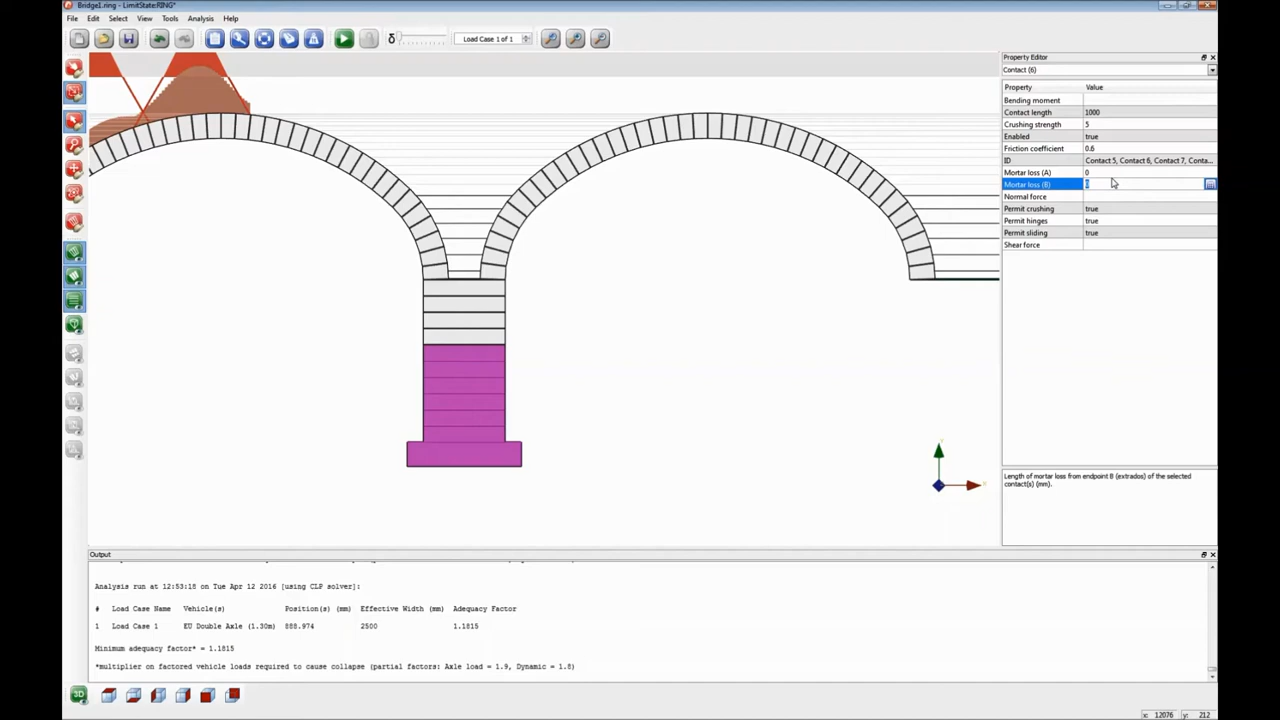 Bridge1.ring - LimitState:RING*
File Edit Select View Tools Analysis Help
δ Load Case 1 of 1
Property Editor
Contact (6)
Property Value
Bending moment
Contact length 1000
Crushing strength 5
Enabled true
Friction coefficient 0.6
ID Contact 5, Contact 6, Contact 7, Conta...
Mortar loss (A) 0
Mortar loss (B) 0
Normal force
Permit crushing true
Permit hinges true
Permit sliding true
Shear force
Length of mortar loss from endpoint B (extrados) of the selected
contact(s) (mm).
Output
Analysis run at 12:53:18 on Tue Apr 12 2016 [using CLP solver]:
# Load Case Name Vehicle(s) Position(s) (mm) Effective Width (mm) Adequacy Factor
1 Load Case 1 EU Double Axle (1.30m) 888.974 2500 1.1815
Minimum adequacy factor* = 1.1815
*multiplier on factored vehicle loads required to cause collapse (partial factors: Axle load = 1.9, Dynamic = 1.8)
3D
x: 12076 y: 212